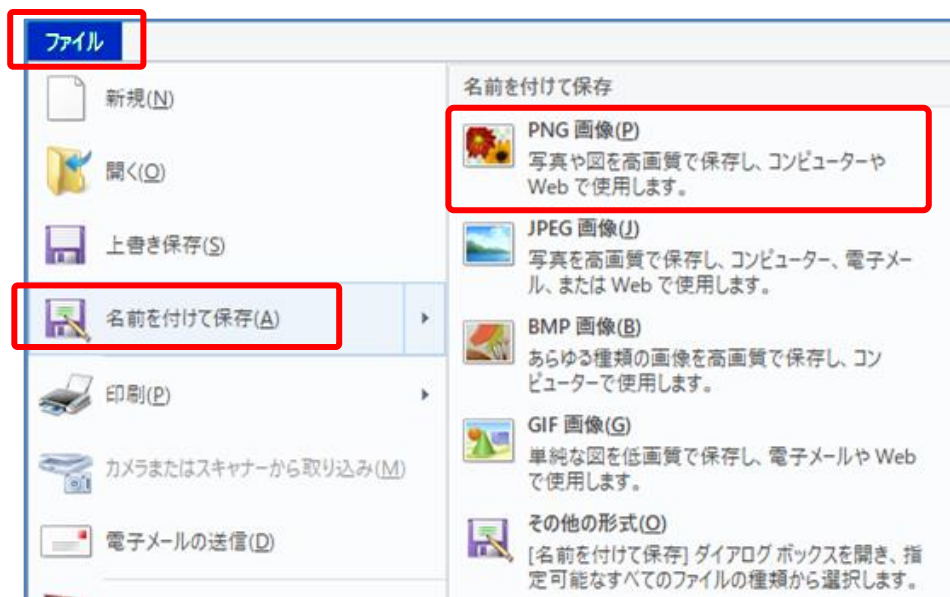 ファイル
新規(N)
開く(O)
上書き保存(S)
名前を付けて保存(A)
印刷(P)
カメラまたはスキャナーから取り込み(M)
電子メールの送信(D)
名前を付けて保存
PNG 画像(P)
写真や図を高画質で保存し、コンピューターや
Web で使用します。
JPEG 画像(J)
写真を高画質で保存し、コンピューター、電子メー
ル、または Web で使用します。
BMP 画像(B)
あらゆる種類の画像を高画質で保存し、コン
ピューターで使用します。
GIF 画像(G)
単純な図を低画質で保存し、電子メールや Web
で使用します。
その他の形式(O)
[名前を付けて保存] ダイアログ ボックスを開き、指
定可能なすべてのファイルの種類から選択します。